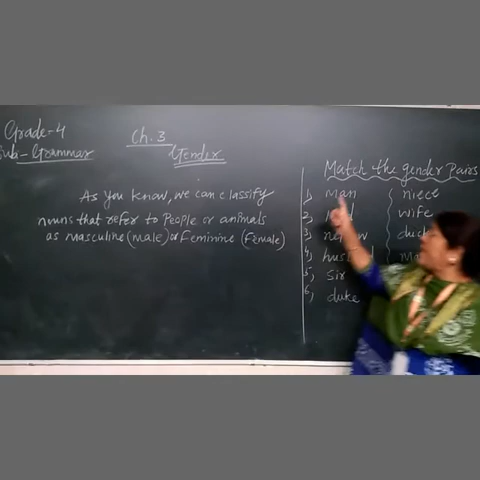 Grade-4
Sub-Grammar
Ch.3
Gender
As you know, we can classify
nouns that refer to People or animals
as masculine (male) or Feminine (Female)
Match the gender Pairs
1, man niece
2, wife
3,
4,
5, Sir
6, duke